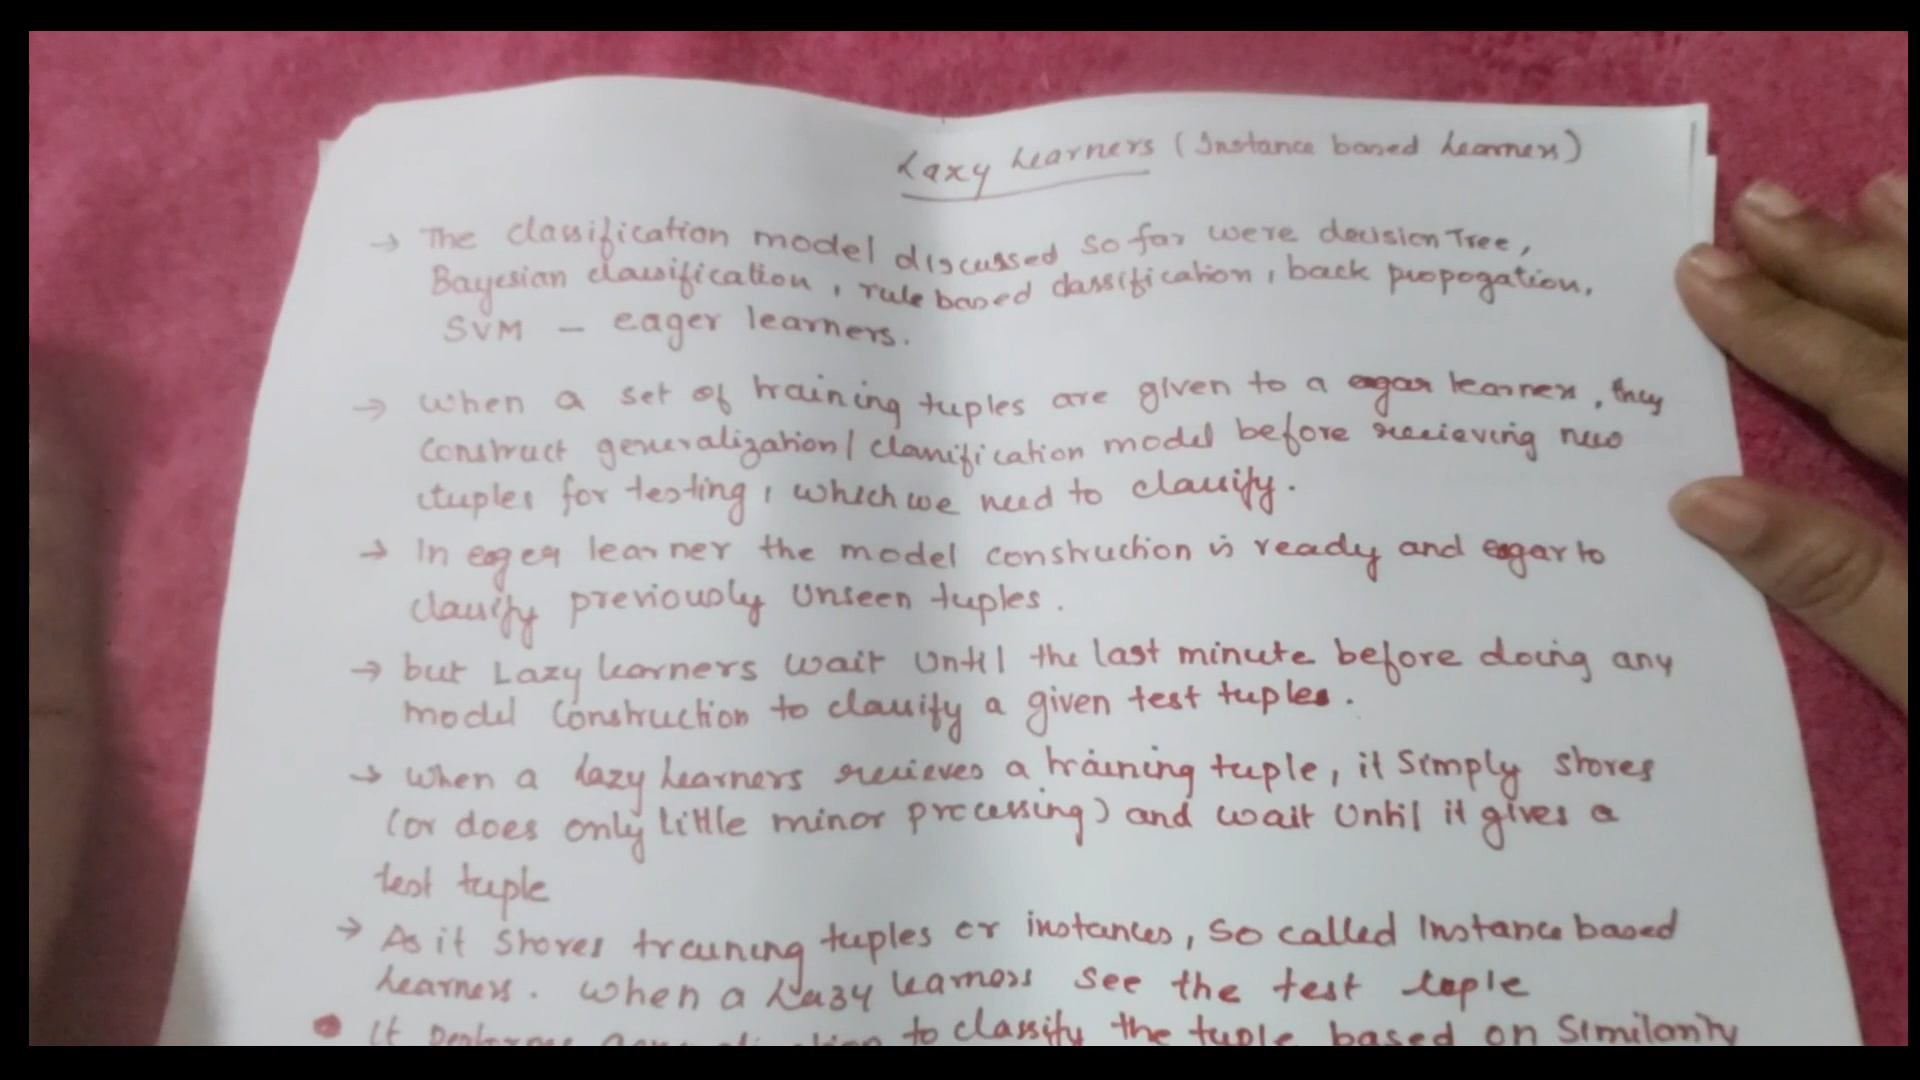 Lazy Learners (Instance based Learners)
→ The classification model discussed so far were decision Tree,
Bayesian classification, rule based classification, back propogation,
SVM – eager learners.
→ When a set of training tuples are given to a eagar learner, they
construct generalization/classification model before recieving new
tuples for testing, which we need to classify.
→ In eager learner the model construction is ready and eagar to
classify previously unseen tuples.
→ but Lazy learners wait until the last minute before doing any
model construction to classify a given test tuples.
→ when a lazy learners recieves a training tuple, it simply stores
(or does only little minor processing) and wait until it gives a
test tuple
→ As it stores training tuples or instances, so called Instance based
learners. When a Lazy learners see the test tuple
It performs to classify the tuple based on similarity